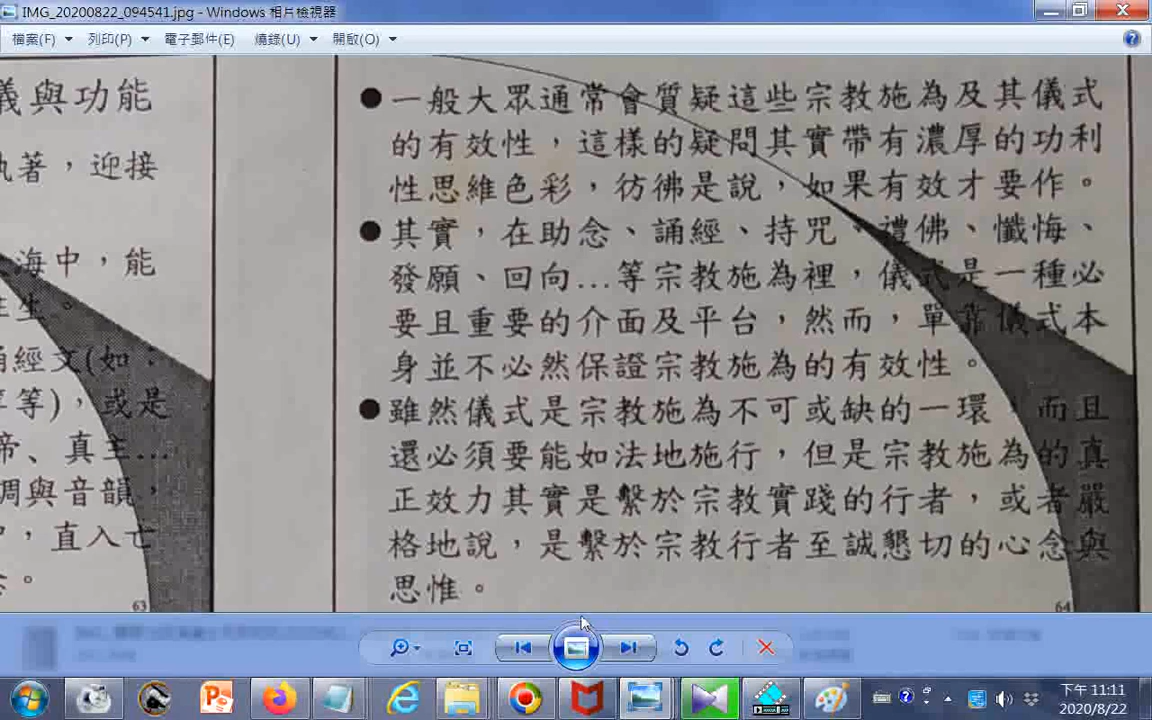 IMG_20200822_094541.jpg - Windows 相片檢視器
檔案(F) 列印(P) 電子郵件(E) 燒錄(U) 開啟(O)
義與功能
執著，迎接
海中，能
往生。
誦經文(如：
等)，或是
帝、真主...
調與音韻，
，直入亡
念。
63
●一般大眾通常會質疑這些宗教施為及其儀式
的有效性，這樣的疑問其實帶有濃厚的功利
性思維色彩，彷彿是說，如果有效才要作。
●其實，在助念、誦經、持咒、禮佛、懺悔、
發願、回向...等宗教施為裡，儀式是一種必
要且重要的介面及平台，然而，單靠儀式本
身並不必然保證宗教施為的有效性。
●雖然儀式是宗教施為不可或缺的一環，而且
還必須要能如法地施行，但是宗教施為的真
正效力其實是繫於宗教實踐的行者，或者嚴
格地說，是繫於宗教行者至誠懇切的心念與
思惟。
64
下午 11:11
2020/8/22